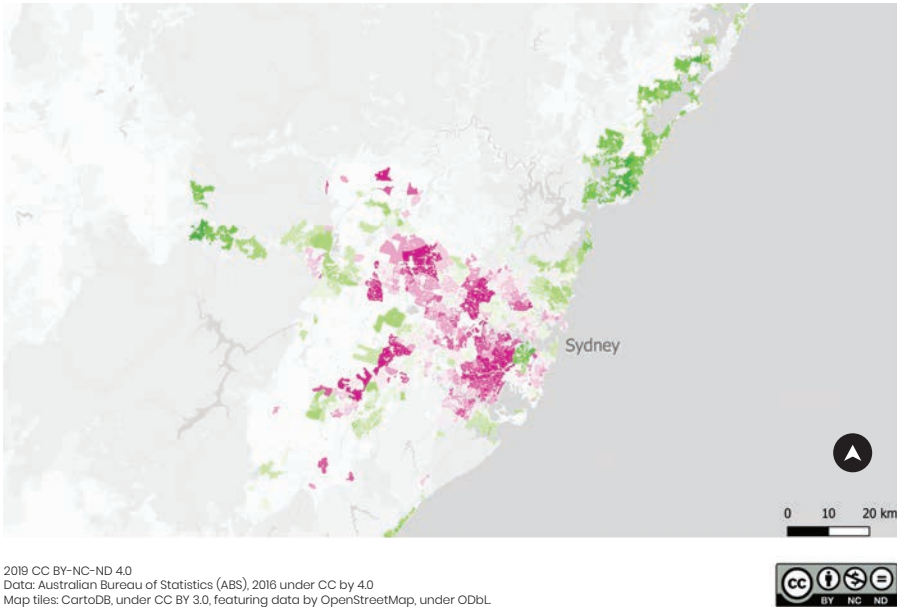 Sydney
0 10 20 km
2019 CC BY-NC-ND 4.0
Data: Australian Bureau of Statistics (ABS), 2016 under CC by 4.0
Map tiles: CartoDB, under CC BY 3.0, featuring data by OpenStreetMap, under ODbL.
cc
BY NC ND